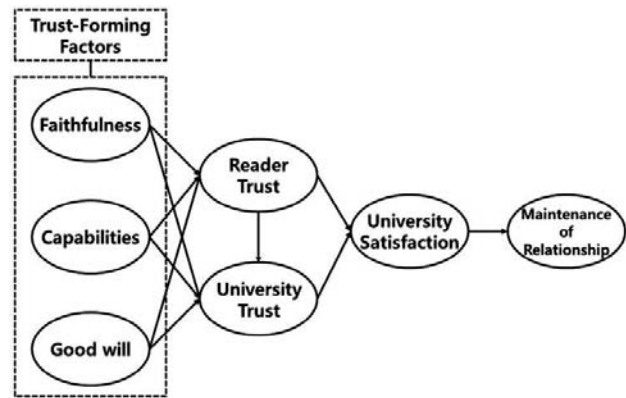 Trust-Forming
Factors
Faithfulness
Capabilities
Good will
Reader
Trust
University
Trust
University
Satisfaction
Maintenance
of
Relationship